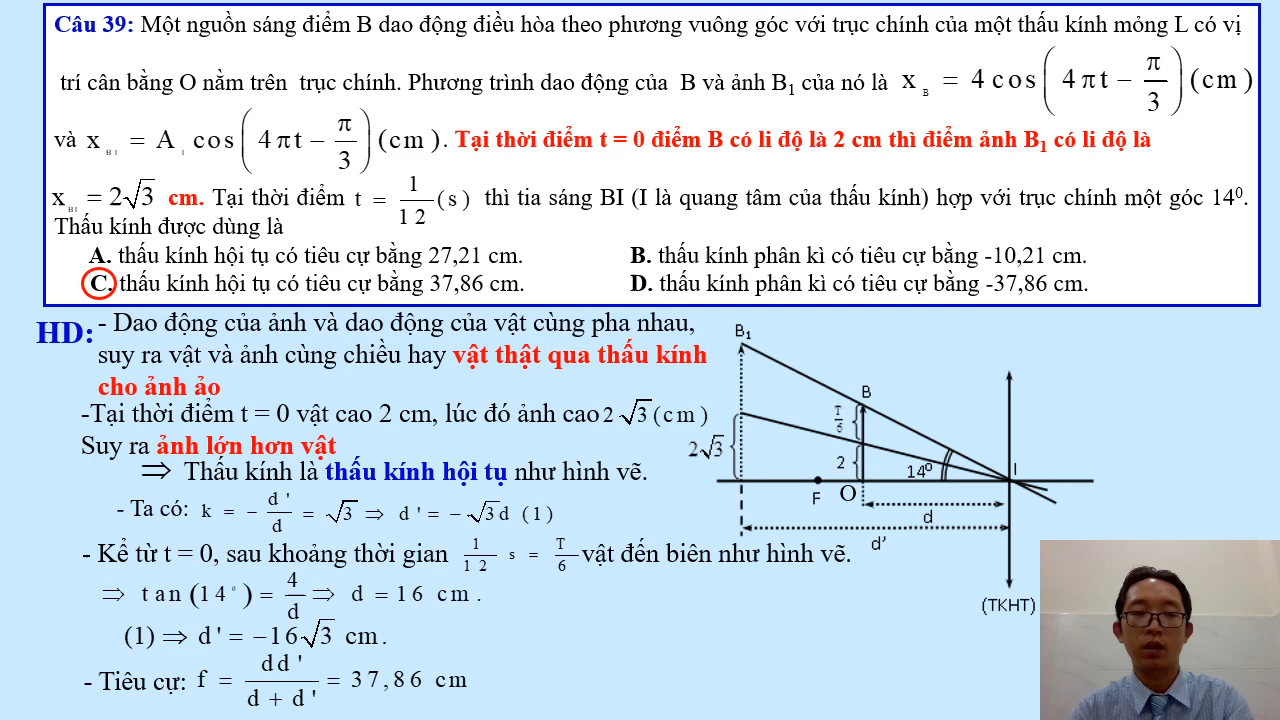 Câu 39: Một nguồn sáng điểm B dao động điều hòa theo phương vuông góc với trục chính của một thấu kính mỏng L có vị
trí cân bằng O nằm trên trục chính. Phương trình dao động của B và ảnh B₁ của nó là x_B = 4cos(4πt − π/3)(cm)
và x_B1 = A₁cos(4πt − π/3)(cm). Tại thời điểm t = 0 điểm B có li độ là 2 cm thì điểm ảnh B₁ có li độ là
x_B1 = 2√3 cm. Tại thời điểm t = 1/12 (s) thì tia sáng BI (I là quang tâm của thấu kính) hợp với trục chính một góc 14⁰.
Thấu kính được dùng là
A. thấu kính hội tụ có tiêu cự bằng 27,21 cm. B. thấu kính phân kì có tiêu cự bằng -10,21 cm.
C. thấu kính hội tụ có tiêu cự bằng 37,86 cm. D. thấu kính phân kì có tiêu cự bằng -37,86 cm.
HD: - Dao động của ảnh và dao động của vật cùng pha nhau,
suy ra vật và ảnh cùng chiều hay vật thật qua thấu kính
cho ảnh ảo
-Tại thời điểm t = 0 vật cao 2 cm, lúc đó ảnh cao 2√3(cm)
Suy ra ảnh lớn hơn vật
⇒ Thấu kính là thấu kính hội tụ như hình vẽ.
- Ta có: k = − d'/d = √3 ⇒ d' = −√3d (1)
- Kể từ t = 0, sau khoảng thời gian 1/12 s = T/6 vật đến biên như hình vẽ.
⇒ tan(14°) = 4/d ⇒ d = 16 cm.
(1) ⇒ d' = −16√3 cm.
- Tiêu cự: f = dd'/(d + d') = 37,86 cm
B₁
B
T/6
2√3
2
14⁰
I
F
O
d
d'
(TKHT)